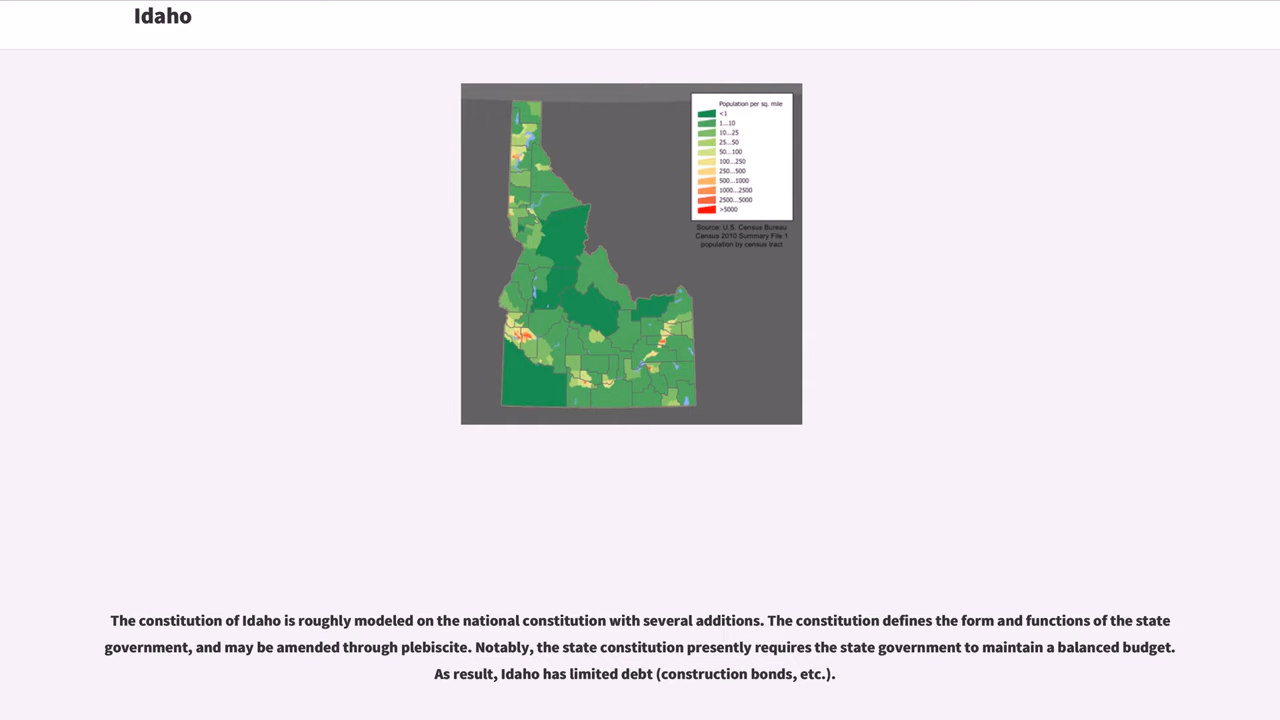 Idaho
Population per sq. mile
<1
1...10
10...25
25...50
50...100
100...250
250...500
500...1000
1000...2500
2500...5000
>5000
Source: U.S. Census Bureau
Census 2010 Summary File 1
population by census tract
The constitution of Idaho is roughly modeled on the national constitution with several additions. The constitution defines the form and functions of the state
government, and may be amended through plebiscite. Notably, the state constitution presently requires the state government to maintain a balanced budget.
As result, Idaho has limited debt (construction bonds, etc.).